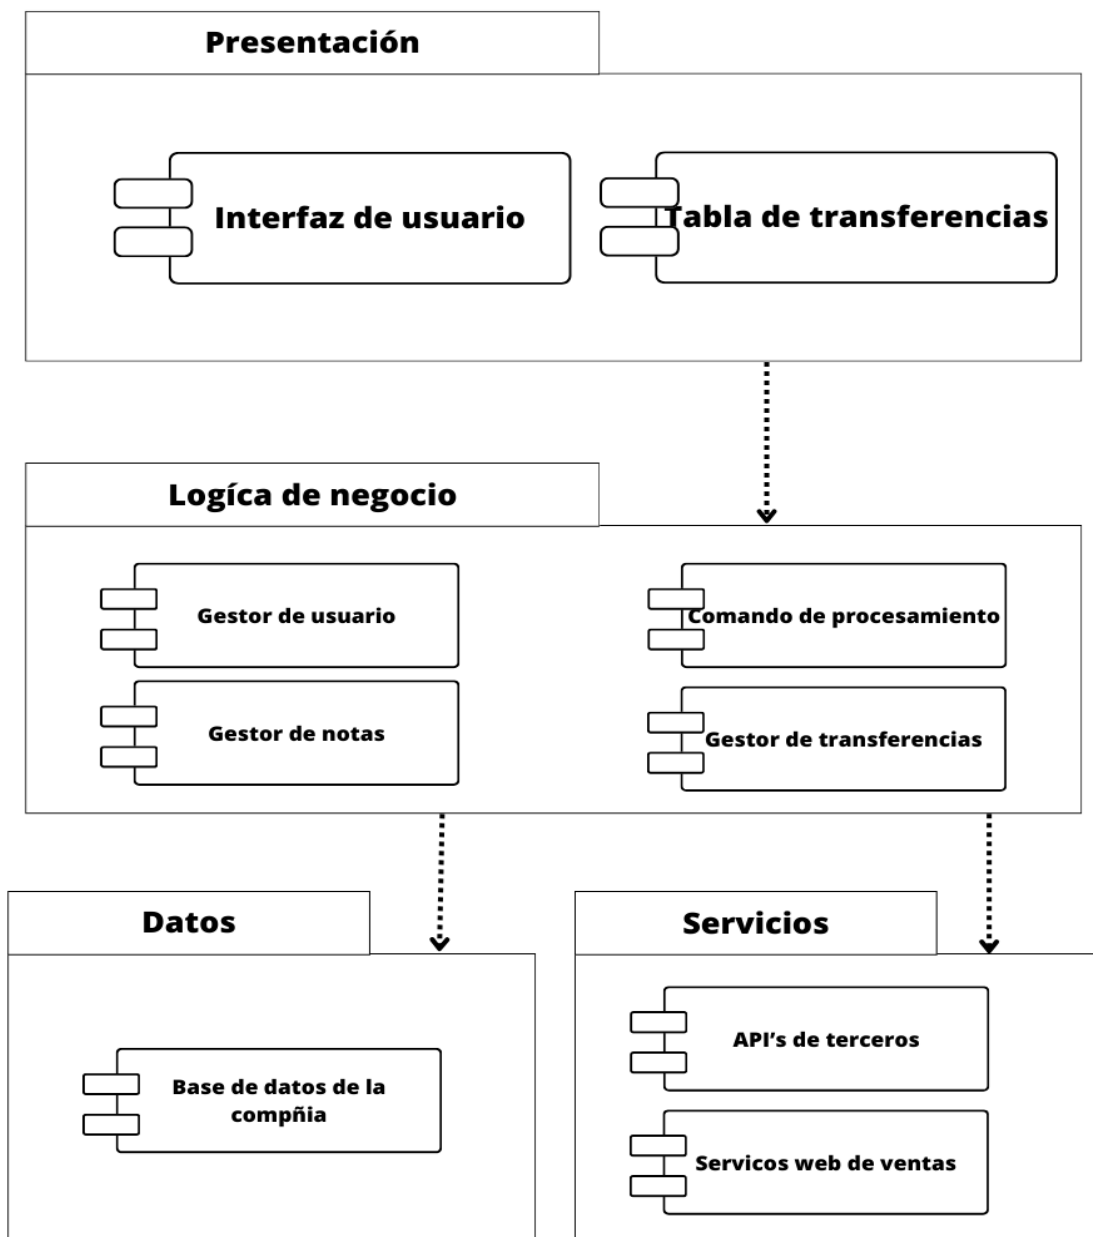 Presentación
Interfaz de usuario
Tabla de transferencias
Logíca de negocio
Gestor de usuario
Comando de procesamiento
Gestor de notas
Gestor de transferencias
Datos
Servicios
API’s de terceros
Base de datos de la
compñia
Servicos web de ventas